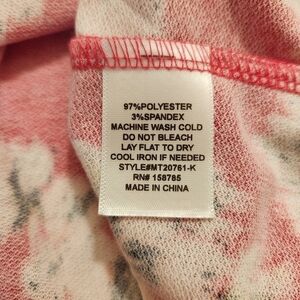 97%POLYESTER
3%SPANDEX
MACHINE WASH COLD
DO NOT BLEACH
LAY FLAT TO DRY
COOL IRON IF NEEDED
STYLE#MT20761-K
RN# 158785
MADE IN CHINA